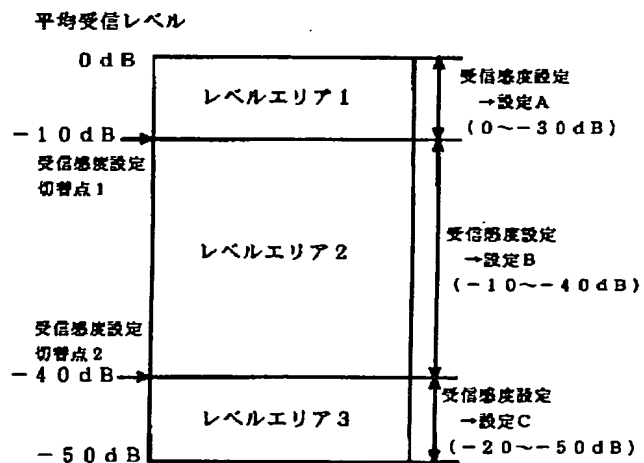 平均受信レベル
0dB
レベルエリア1
受信感度設定
→設定A
(0~-30dB)
-10dB
受信感度設定
切替点1
レベルエリア2
受信感度設定
→設定B
(-10~-40dB)
受信感度設定
切替点2
-40dB
レベルエリア3
受信感度設定
→設定C
(-20~-50dB)
-50dB